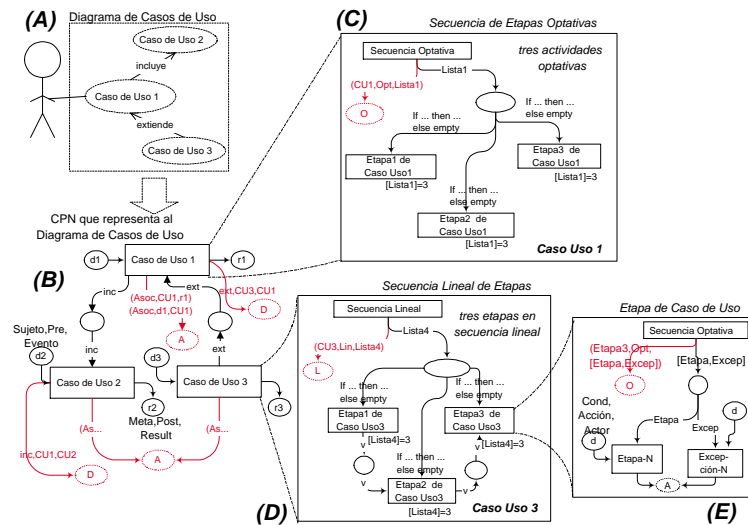 (A)
Diagrama de Casos de Uso
Caso de Uso 2
incluye
Caso de Uso 1
extiende
Caso de Uso 3
CPN que representa al
Diagrama de Casos de Uso
(B)
d1
Caso de Uso 1
r1
inc
(Asoc,CU1,r1)
(Asoc,d1,CU1)
ext
ext,CU3,CU1
D
A
inc
ext
Sujeto,Pre,
Evento
d2
Caso de Uso 2
r2
Meta,Post,
Result
d3
Caso de Uso 3
r3
(As...
(As...
inc,CU1,CU2
D
A
(C)
Secuencia de Etapas Optativas
Secuencia Optativa
tres actividades
optativas
Lista1
(CU1,Opt,Lista1)
O
If ... then ...
else empty
If ... then ...
else empty
Etapa1 de
Caso Uso1
[Lista1]=3
Etapa3 de
Caso Uso1
[Lista1]=3
If ... then ...
else empty
Etapa2 de
Caso Uso1
[Lista1]=3
Caso Uso 1
Secuencia Lineal de Etapas
Secuencia Lineal
tres etapas en
secuencia lineal
Lista4
(CU3,Lin,Lista4)
L
If ... then ...
else empty
If ... then ...
else empty
Etapa1 de
Caso Uso3
[Lista4]=3
Etapa3 de
Caso Uso3
[Lista4]=3
v
v
If ... then ...
else empty
v
Etapa2 de
Caso Uso3
v
[Lista4]=3
Caso Uso 3
(D)
Etapa de Caso de Uso
Secuencia Optativa
(Etapa3,Opt,
[Etapa,Excep])
[Etapa,Excep]
O
Cond,
Acción,
Actor
Etapa
Excep
d
d
Etapa-N
Excep-
ción-N
A
(E)